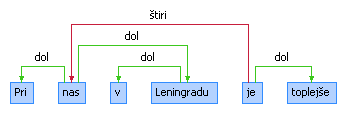 štiri
dol dol dol dol
Pri nas v Leningradu je toplejše